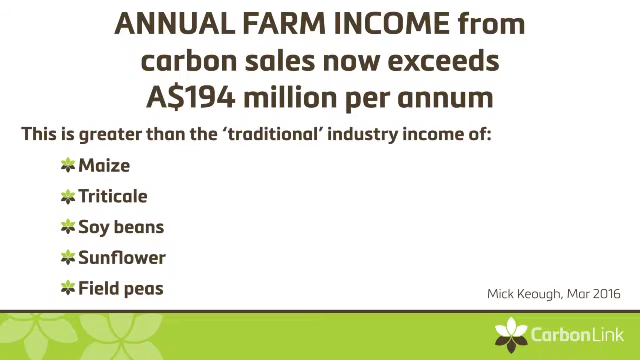 ANNUAL FARM INCOME from
carbon sales now exceeds
A$194 million per annum
This is greater than the ‘traditional’ industry income of:
Maize
Triticale
Soy beans
Sunflower
Field peas
Mick Keough, Mar 2016
CarbonLink